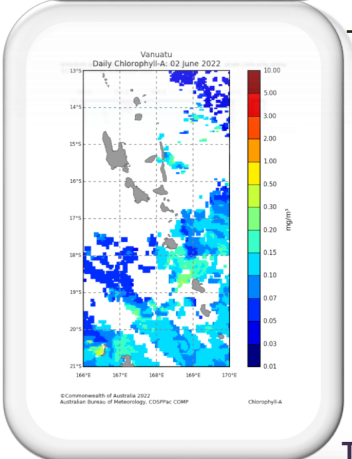 Vanuatu
Daily Chlorophyll-A: 02 June 2022
13°S
14°S
15°S
16°S
17°S
18°S
19°S
20°S
21°S
166°E 167°E 168°E 169°E 170°E
10.00
5.00
3.00
2.00
1.00
0.50
0.30
0.20
0.15
0.10
0.07
0.05
0.03
0.01
mg/m³
©Commonwealth of Australia 2022
Australian Bureau of Meteorology, COSPPac COMP
Chlorophyll-A